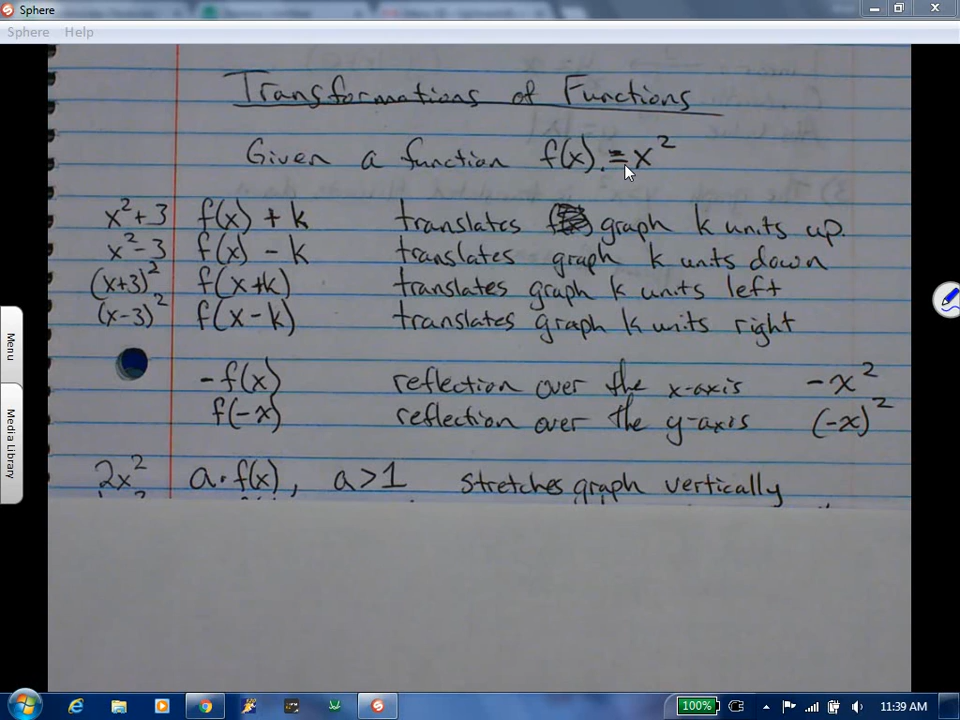 Sphere
Sphere Help
Transformations of Functions
Given a function f(x) = x²
x²+3 f(x) + k translates graph k units up.
x²-3 f(x) - k translates graph k units down
(x+3)² f(x+k) translates graph k units left
(x-3)² f(x-k) translates graph k units right
-f(x) reflection over the x-axis -x²
f(-x) reflection over the y-axis (-x)²
2x² a·f(x), a>1 stretches graph vertically
Menu
Media Library
100% 11:39 AM